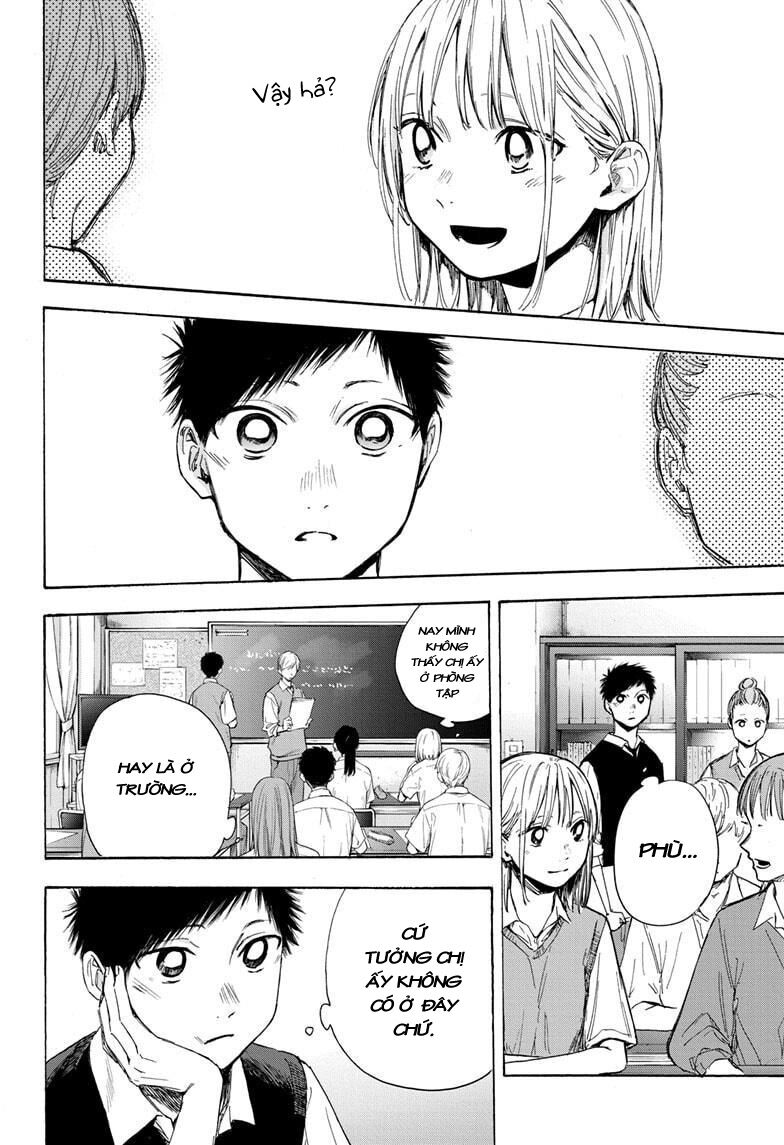 Vậy hả?
PHÙ...
NAY MÌNH
KHÔNG
THẤY CHỊ ẤY
Ở PHÒNG
TẬP
HAY LÀ Ở
TRƯỜNG...
CỨ
TƯỞNG CHỊ
ẤY KHÔNG
CÓ Ở ĐÂY
CHỨ.